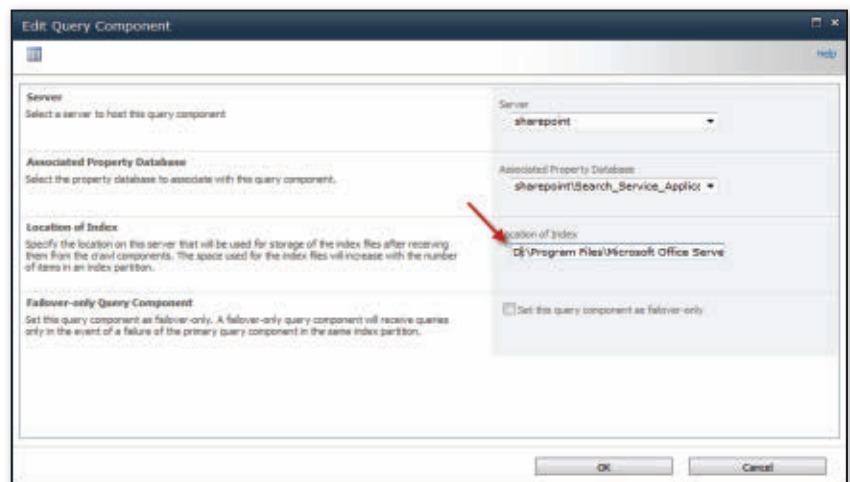 Edit Query Component
Help
Server
Select a server to host this query component
Server
sharepoint
Associated Property Database
Select the property database to associate with this query component.
Associated Property Database
sharepoint\Search_Service_Applica
Location of Index
Specify the location on this server that will be used for storage of the index files after receiving
them from the crawl components. The space used for the index files will increase with the number
of items in an index partition.
Location of Index
D:\Program Files\Microsoft Office Serve
Failover-only Query Component
Set this query component as failover-only. A failover-only query component will receive queries
only in the event of a failure of the primary query component in the same index partition.
Set this query component as failover-only
OK
Cancel